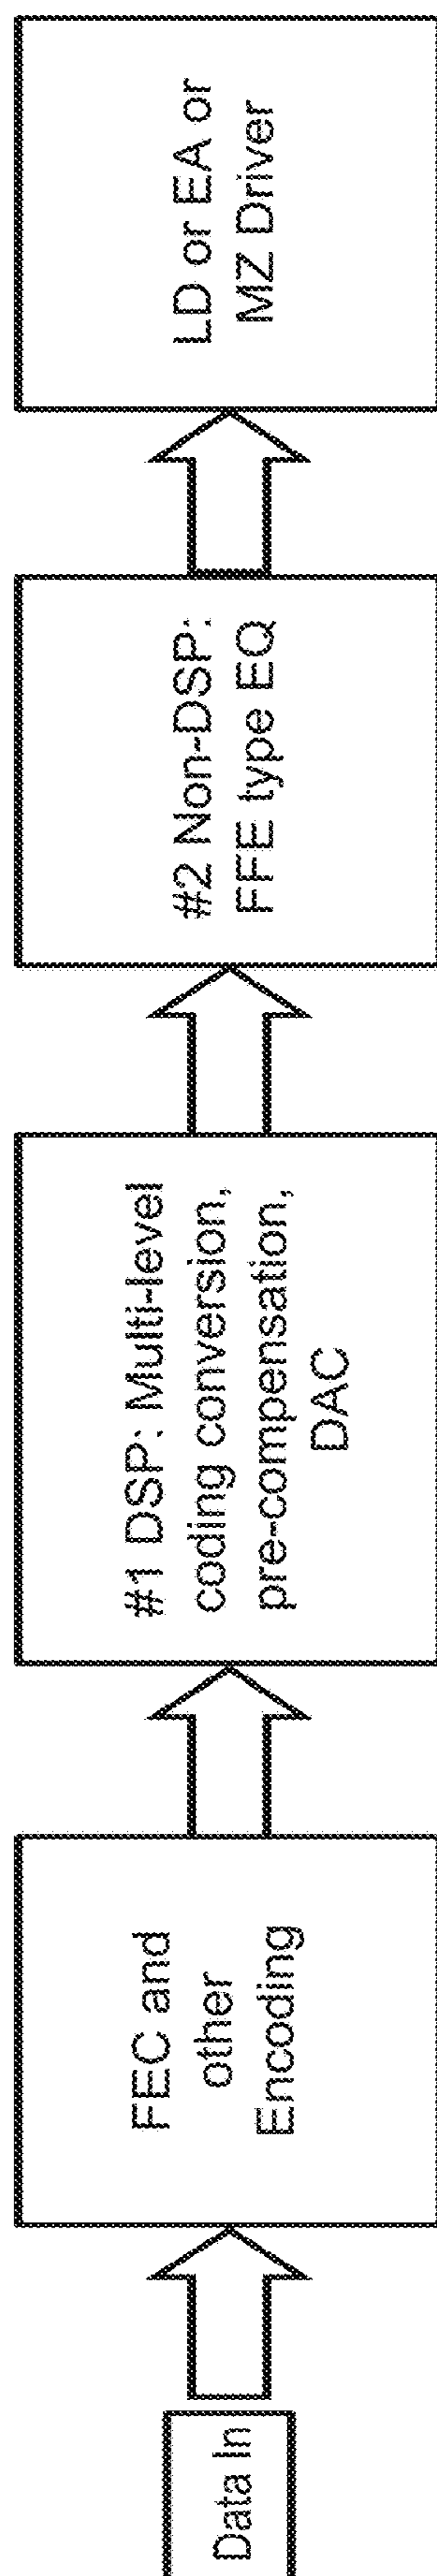 Data In
FEC and
other
Encoding
#1 DSP: Multi-level
coding conversion,
pre-compensation,
DAC
#2 Non-DSP:
FFE type EQ
LD or EA or
MZ Driver